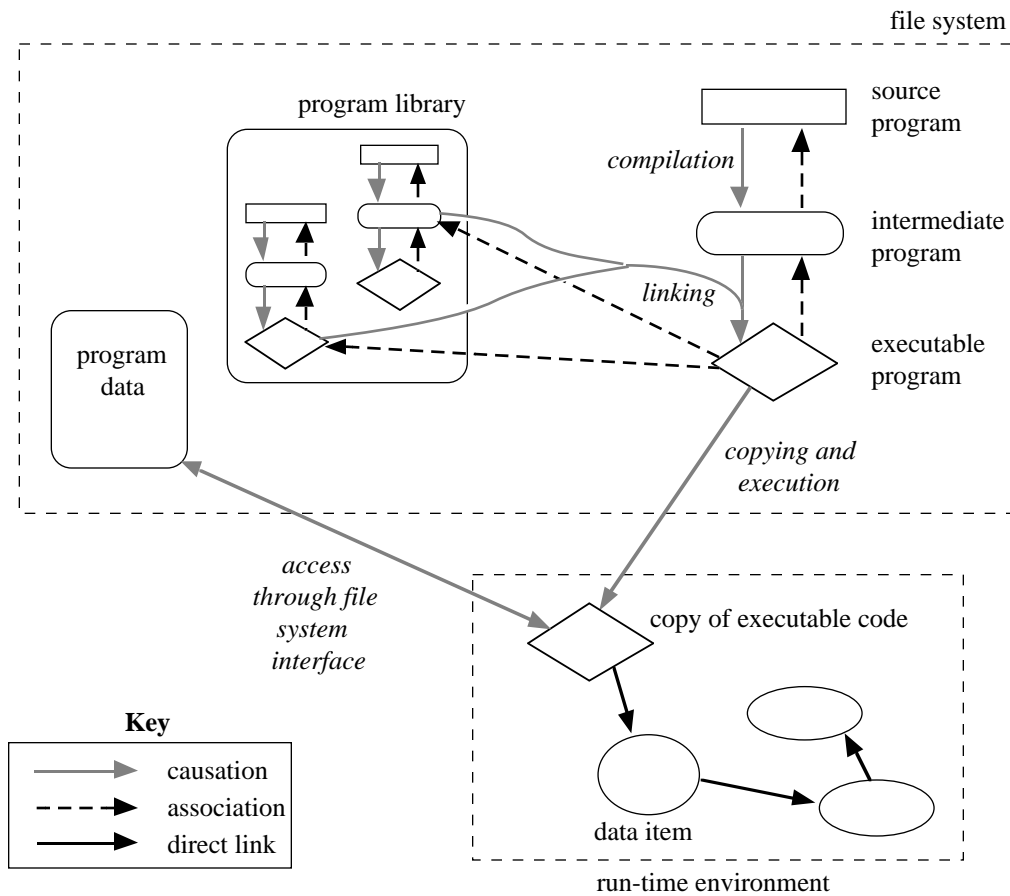 file system
program library
source
program
compilation
intermediate
program
linking
executable
program
program
data
copying and
execution
access
through file
system
interface
copy of executable code
Key
causation
association
direct link
data item
run-time environment